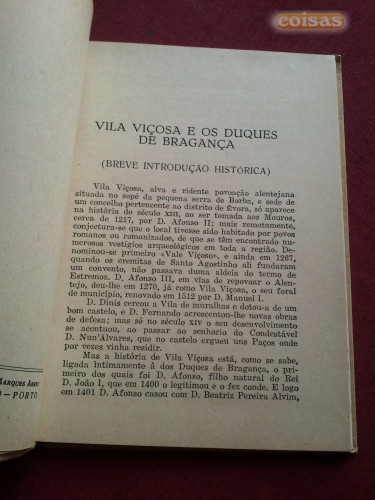 coisas
VILA VIÇOSA E OS DUQUES
DE BRAGANÇA
(BREVE INTRODUÇÃO HISTÓRICA)
Vila Viçosa, alva e ridente povoação alentejana
situada no sopé da pequena serra de Borba, e sede de
um concelho pertencente ao distrito de Évora, só aparece
na história do século XIII, ao ser tomada aos Mouros,
cerca de 1217, por D. Afonso II; mais remotamente,
conjectura-se que o local tivesse sido habitado por povos
romanos ou romanizados, de que se têm encontrado nu-
merosos vestígios arqueológicos em toda a região. Deno-
minou-se primeiro «Vale Viçoso», e ainda em 1267,
quando os eremitas de Santo Agostinho ali fundaram
um convento, não passava duma aldeia do termo de
Estremos. D. Afonso III, em vias de repovoar o Alen-
tejo, deu-lhe em 1270, já como Vila Viçosa, o seu foral
de município, renovado em 1512 por D. Manuel I.
D. Dinis cercou a Vila de muralhas e dotau-a de um
bom castelo, e D. Fernando acrescentou-lhe novas obras
de defesa; mas só no século XIV o seu desenvolvimento
se acentuou, ao passar ao senhorio do Condestável
D. Nun'Álvares, que no castelo ergueu uns Paços onde
por vezes vinha residir.
Mas a história de Vila Viçosa está, como se sabe,
ligada íntimamente à dos Duques de Bragança, o pri-
meiro dos quais foi D. Afonso, filho natural do Rei
D. João I, que em 1400 o legitimou e o fez conde. E logo
em 1401 D. Afonso casou com D. Beatriz Pereira Alvim,
MARQUES ABREU
O — PORTO